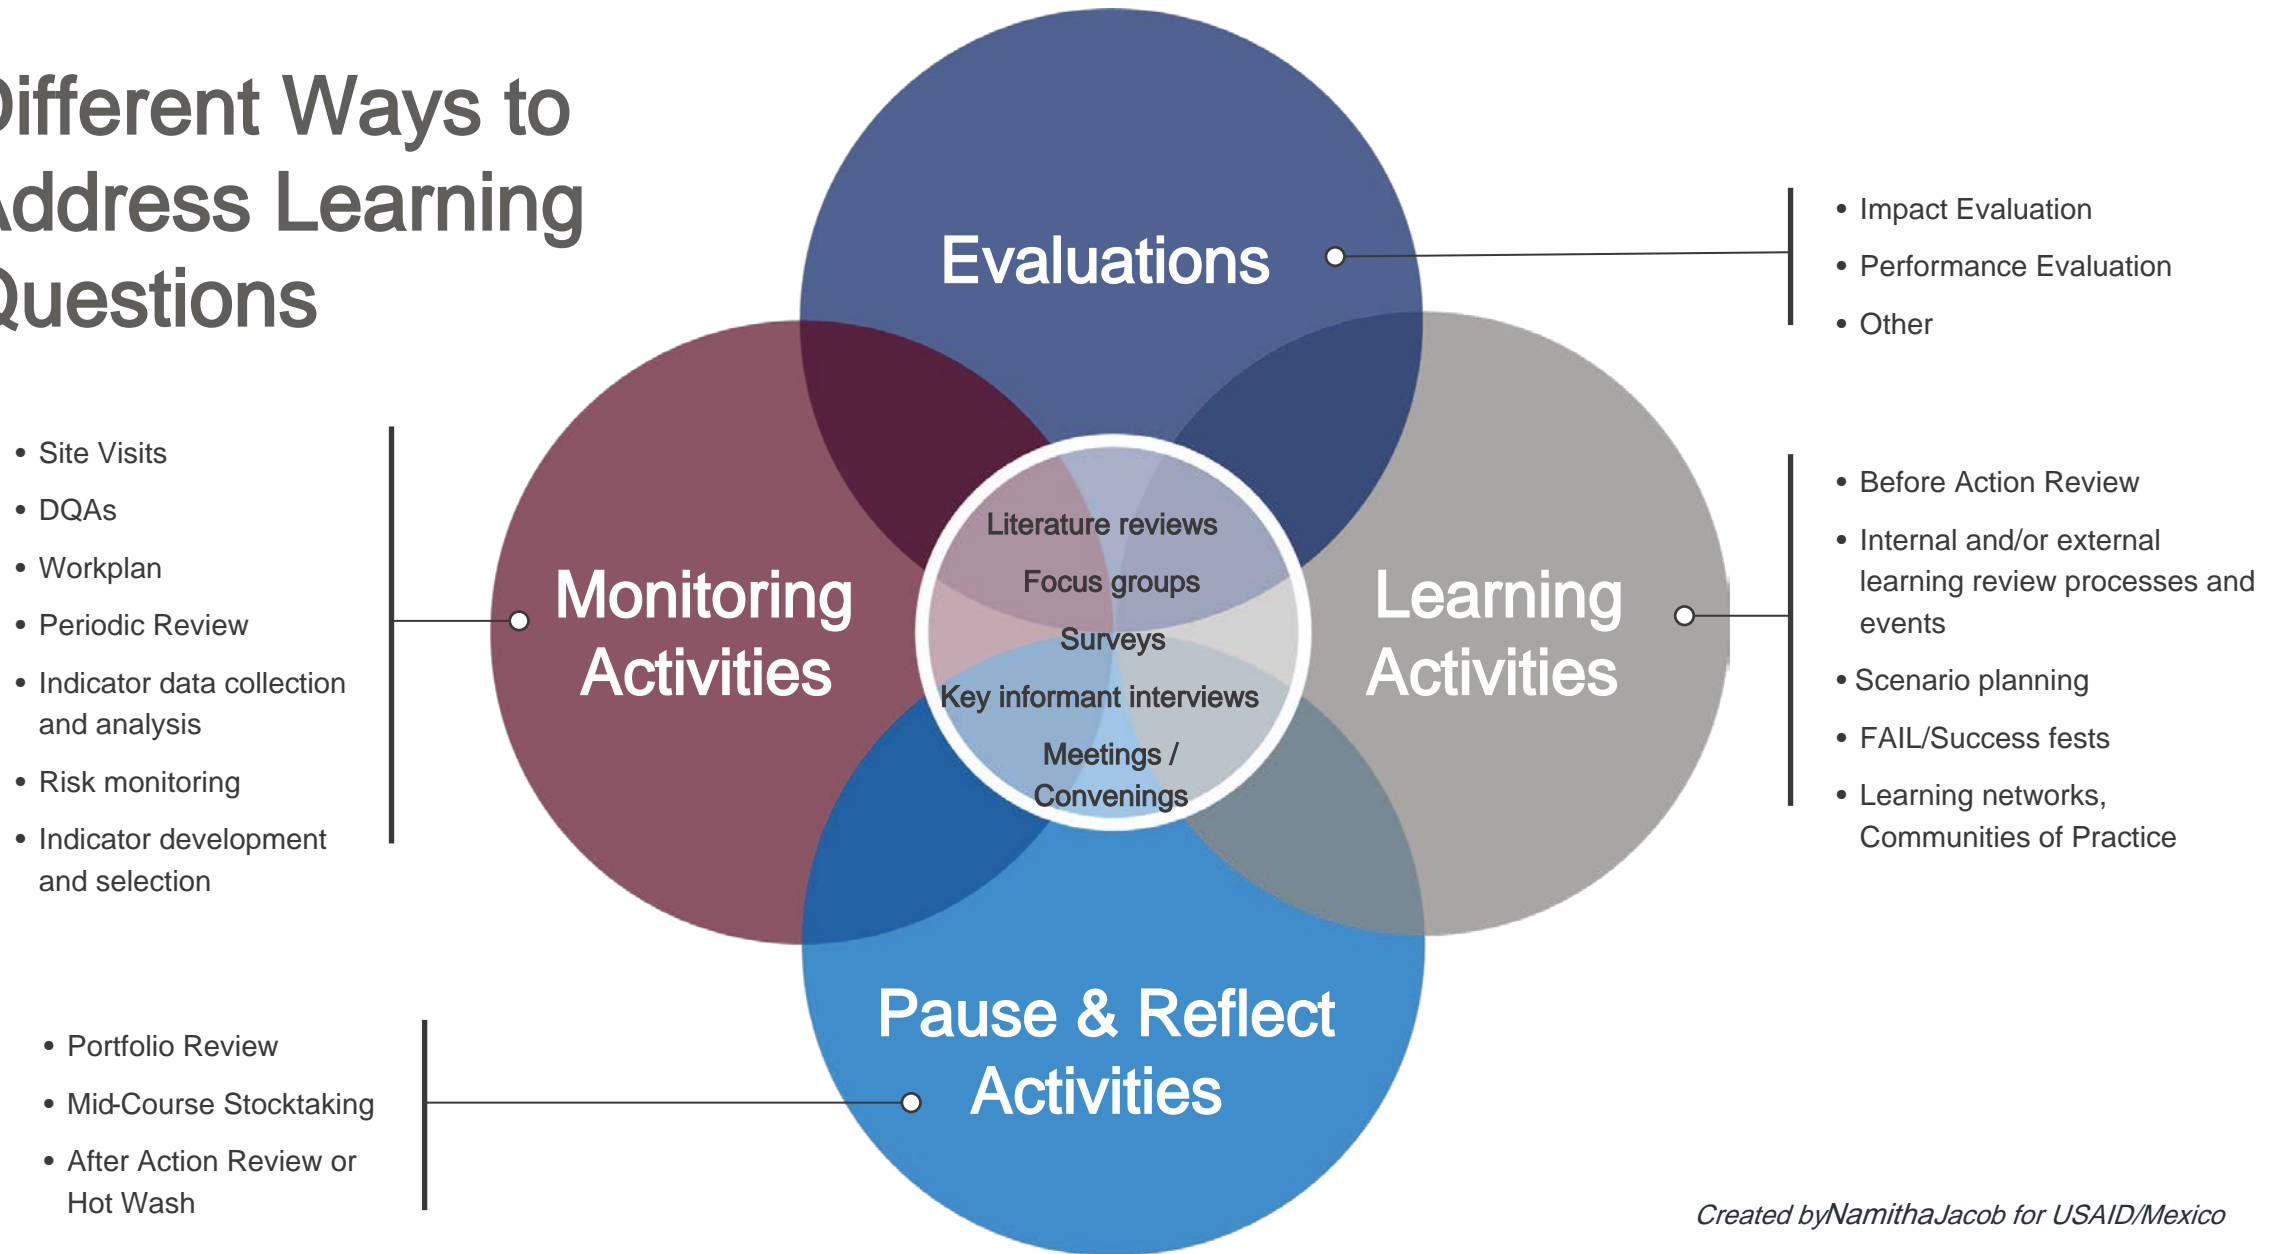 Different Ways to
Address Learning
Questions
Evaluations
• Impact Evaluation
• Performance Evaluation
• Other
• Site Visits
• DQAs
• Workplan
• Periodic Review
• Indicator data collection
and analysis
• Risk monitoring
• Indicator development
and selection
Monitoring
Activities
Literature reviews
Focus groups
Surveys
Key informant interviews
Meetings /
Convenings
Learning
Activities
• Before Action Review
• Internal and/or external
learning review processes and
events
• Scenario planning
• FAIL/Success fests
• Learning networks,
Communities of Practice
• Portfolio Review
• Mid-Course Stocktaking
• After Action Review or
Hot Wash
Pause & Reflect
Activities
Created byNamithaJacob for USAID/Mexico